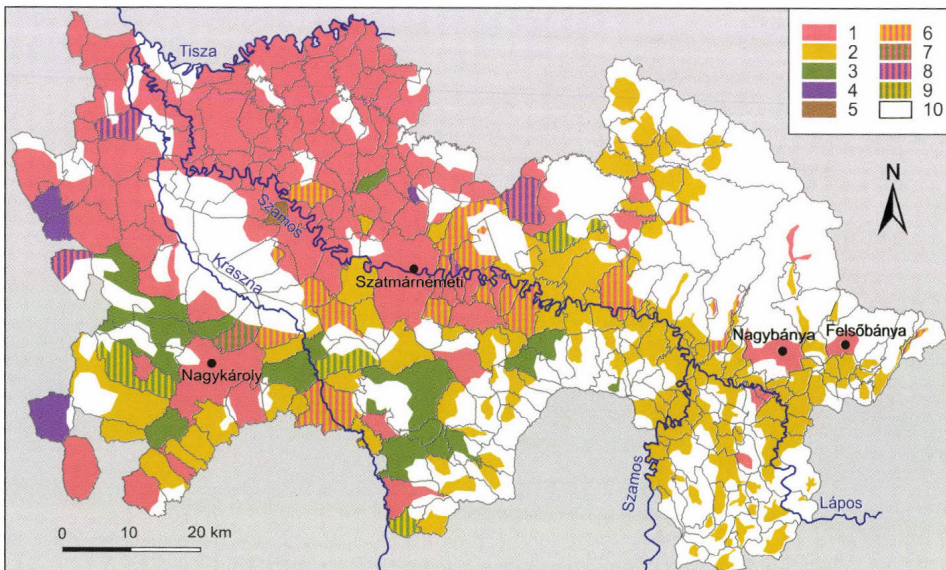 Tisza
1 6
2 7
3 8
4 9
5 10
N
Szamos
Kraszna
Szatmárnémeti
Nagybánya
Felsőbánya
Nagykároly
Szamos
Lápos
0 10 20 km